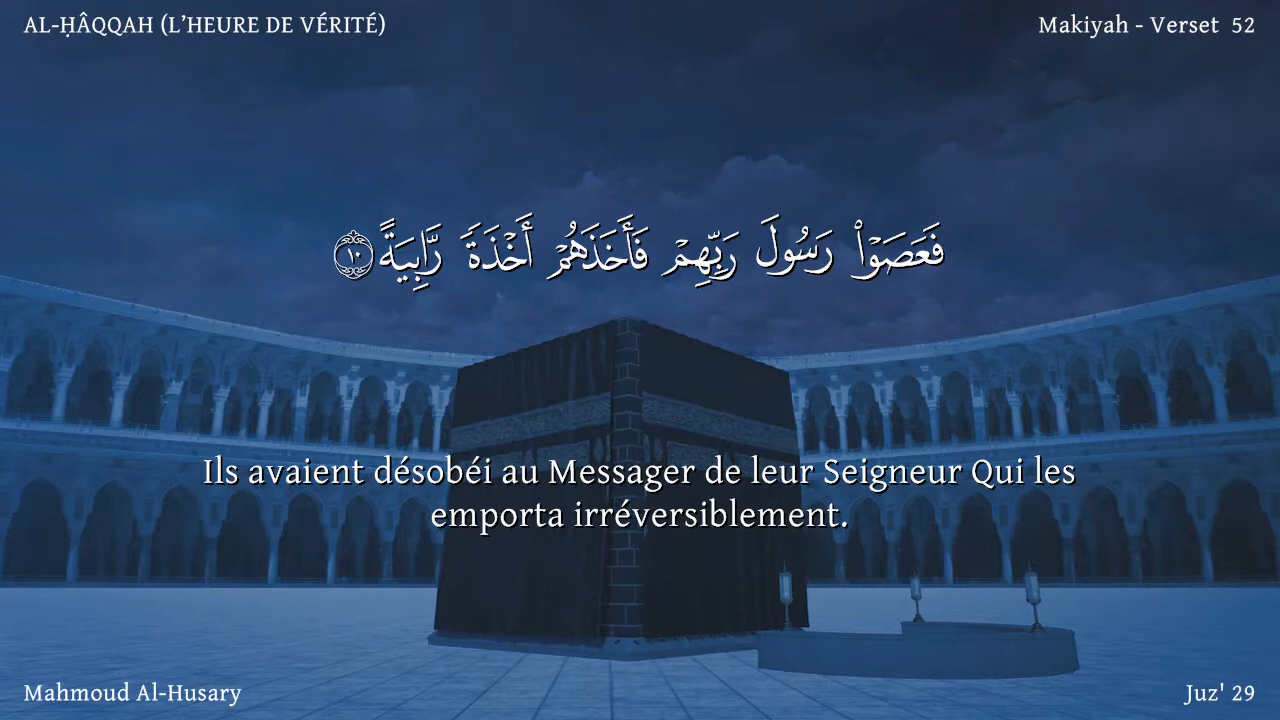 AL-ḤÂQQAH (L’HEURE DE VÉRITÉ)
Makiyah - Verset 52
فَعَصَوْا۟ رَسُولَ رَبِّهِمْ فَأَخَذَهُمْ أَخْذَةً رَّابِيَةً ١٠
Ils avaient désobéi au Messager de leur Seigneur Qui les
emporta irréversiblement.
Mahmoud Al-Husary
Juz' 29